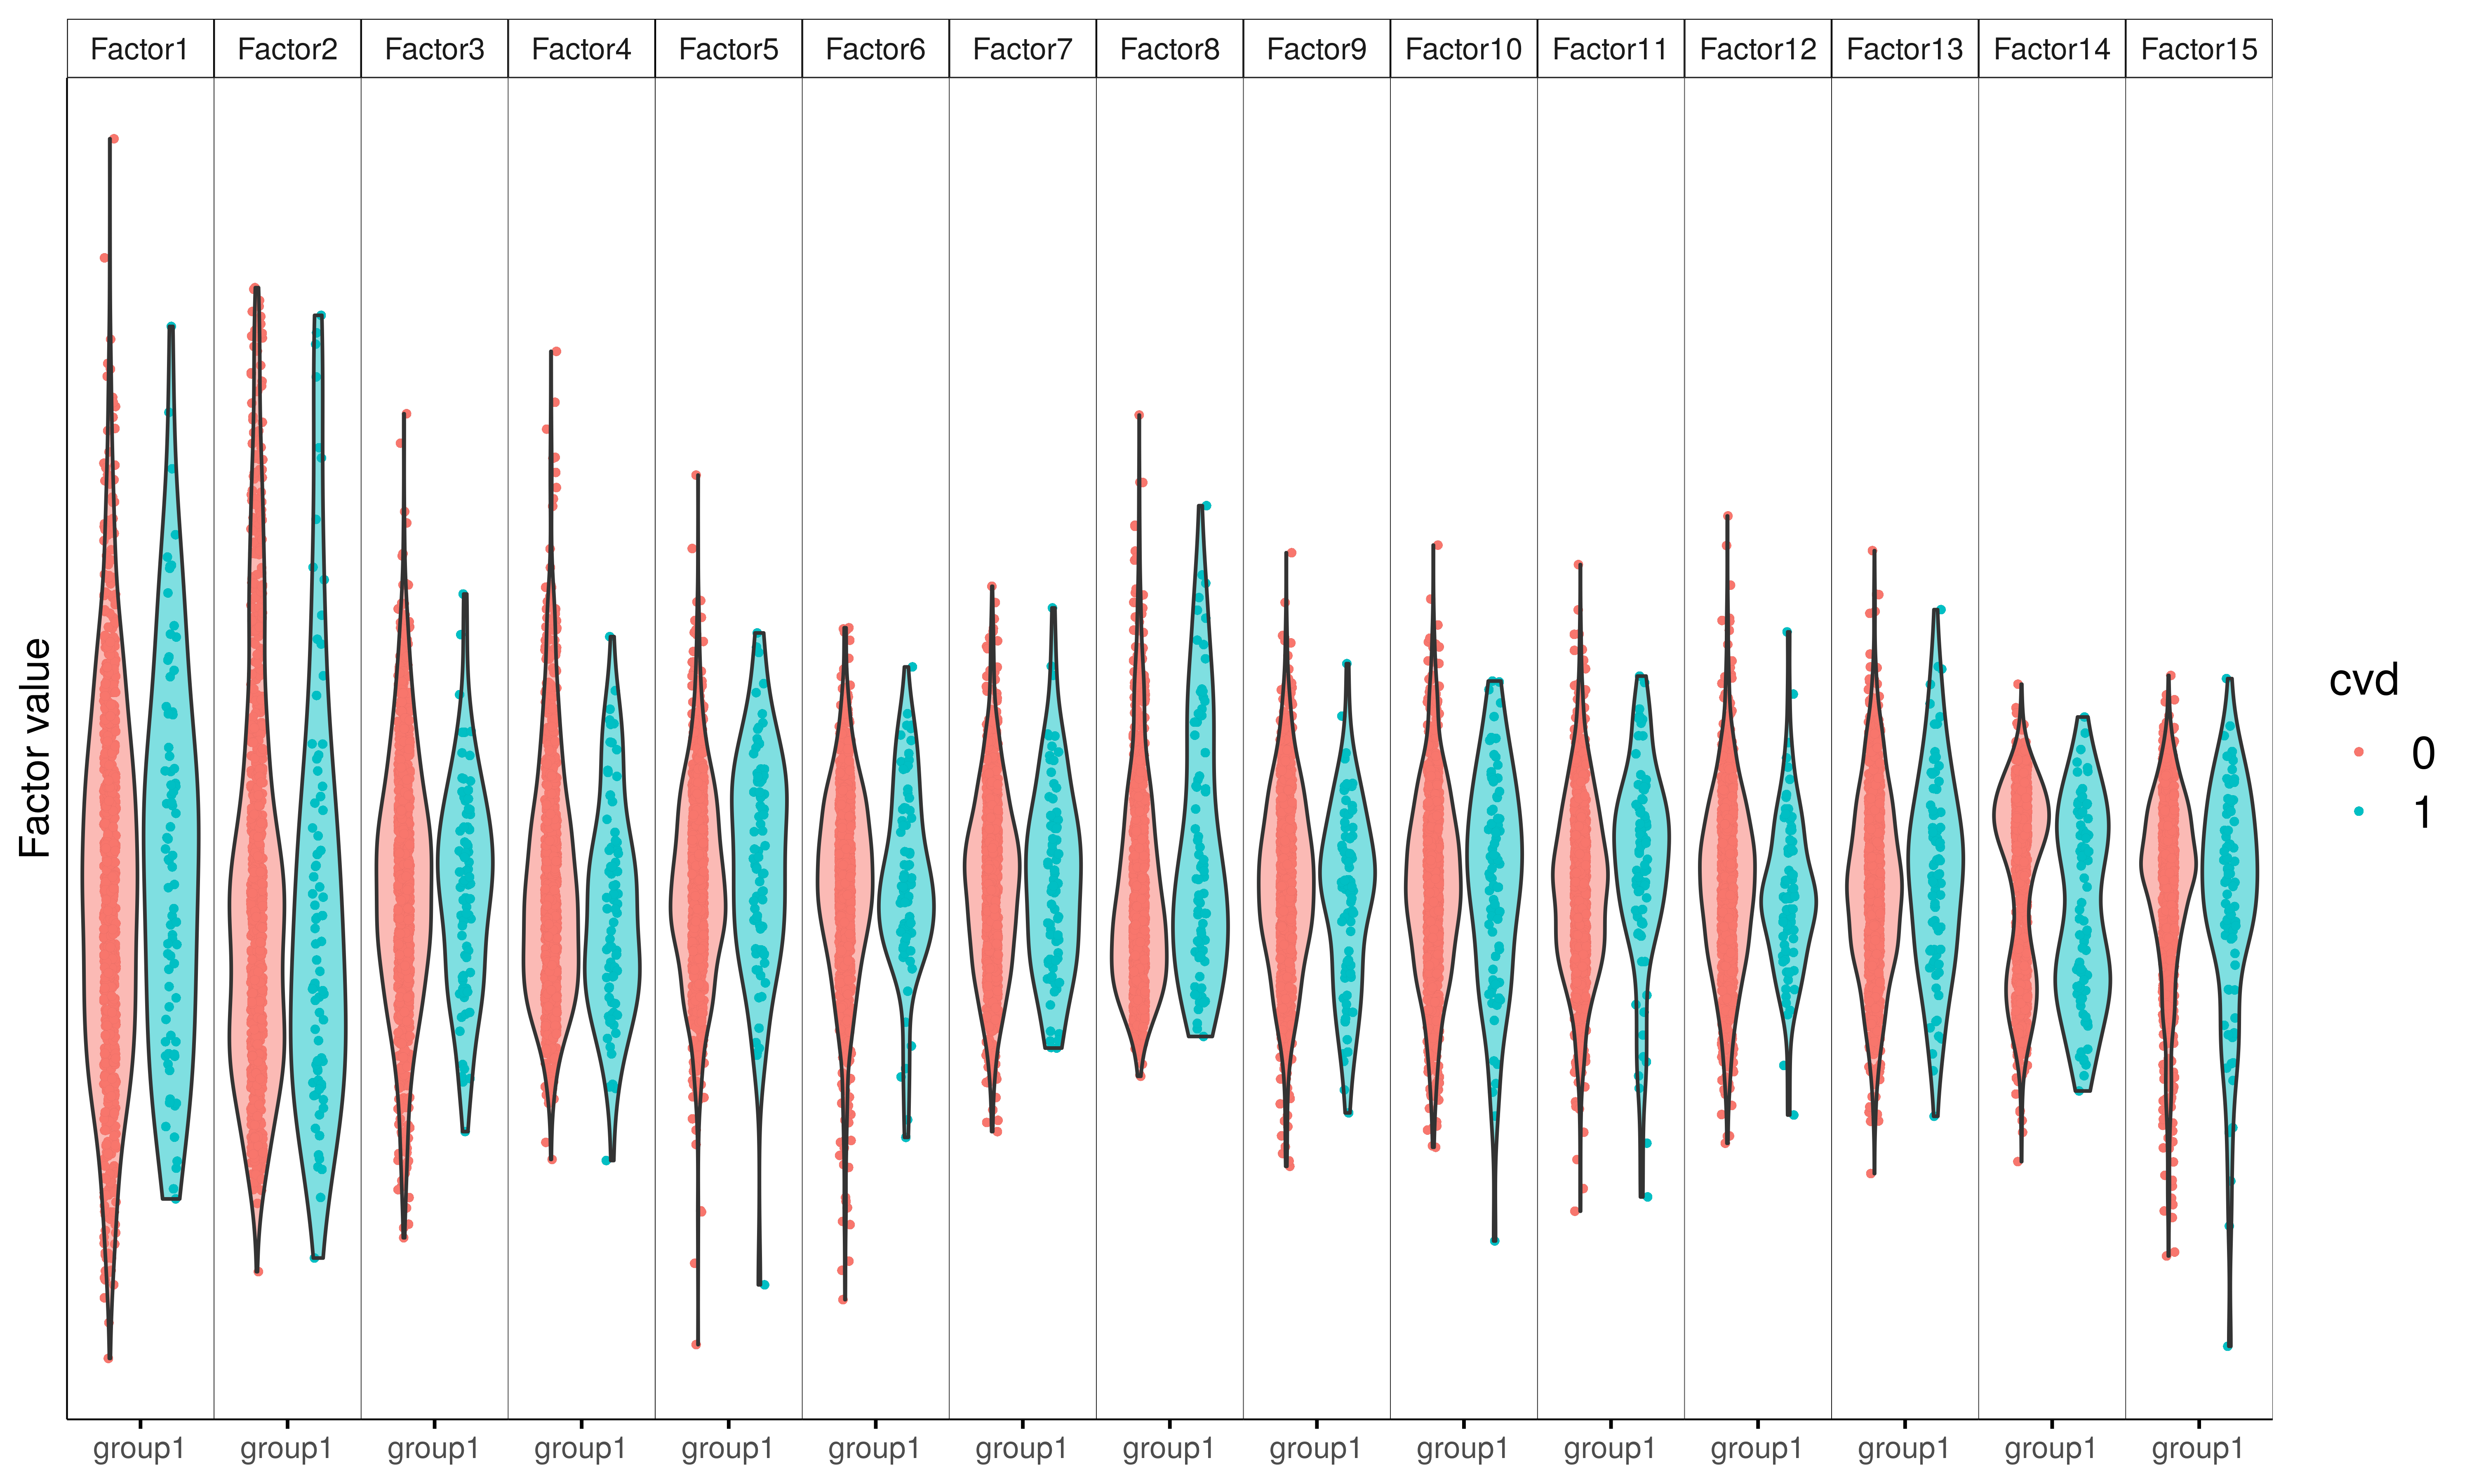 Factor1 Factor2 Factor3 Factor4 Factor5 Factor6 Factor7 Factor8 Factor9 Factor10 Factor11 Factor12 Factor13 Factor14 Factor15
Factor value
cvd
0
1
group1 group1 group1 group1 group1 group1 group1 group1 group1 group1 group1 group1 group1 group1 group1